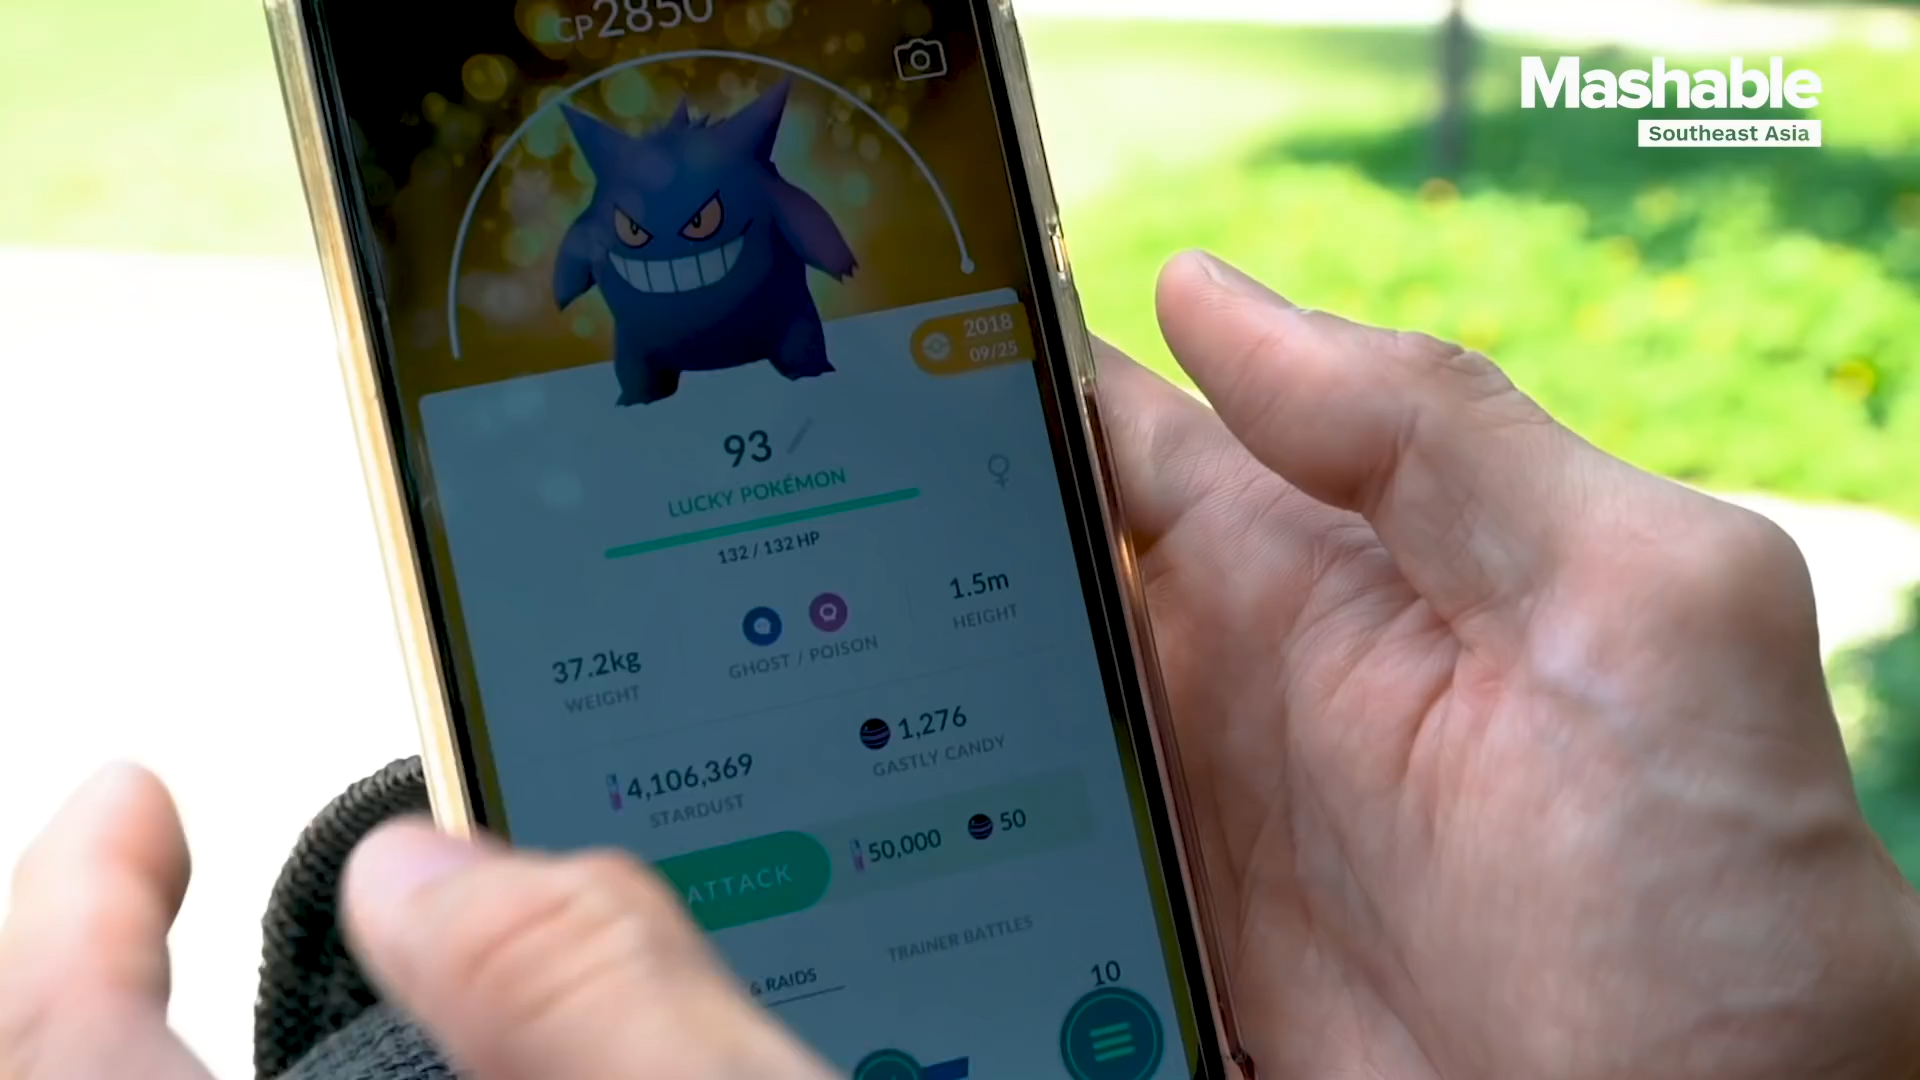 CP2850
Mashable
Southeast Asia
2018
09/25
93
LUCKY POKÉMON
132 / 132 HP
37.2kg
WEIGHT
GHOST / POISON
1.5m
HEIGHT
4,106,369
STARDUST
1,276
GASTLY CANDY
ATTACK
50,000
50
& RAIDS
TRAINER BATTLES
10